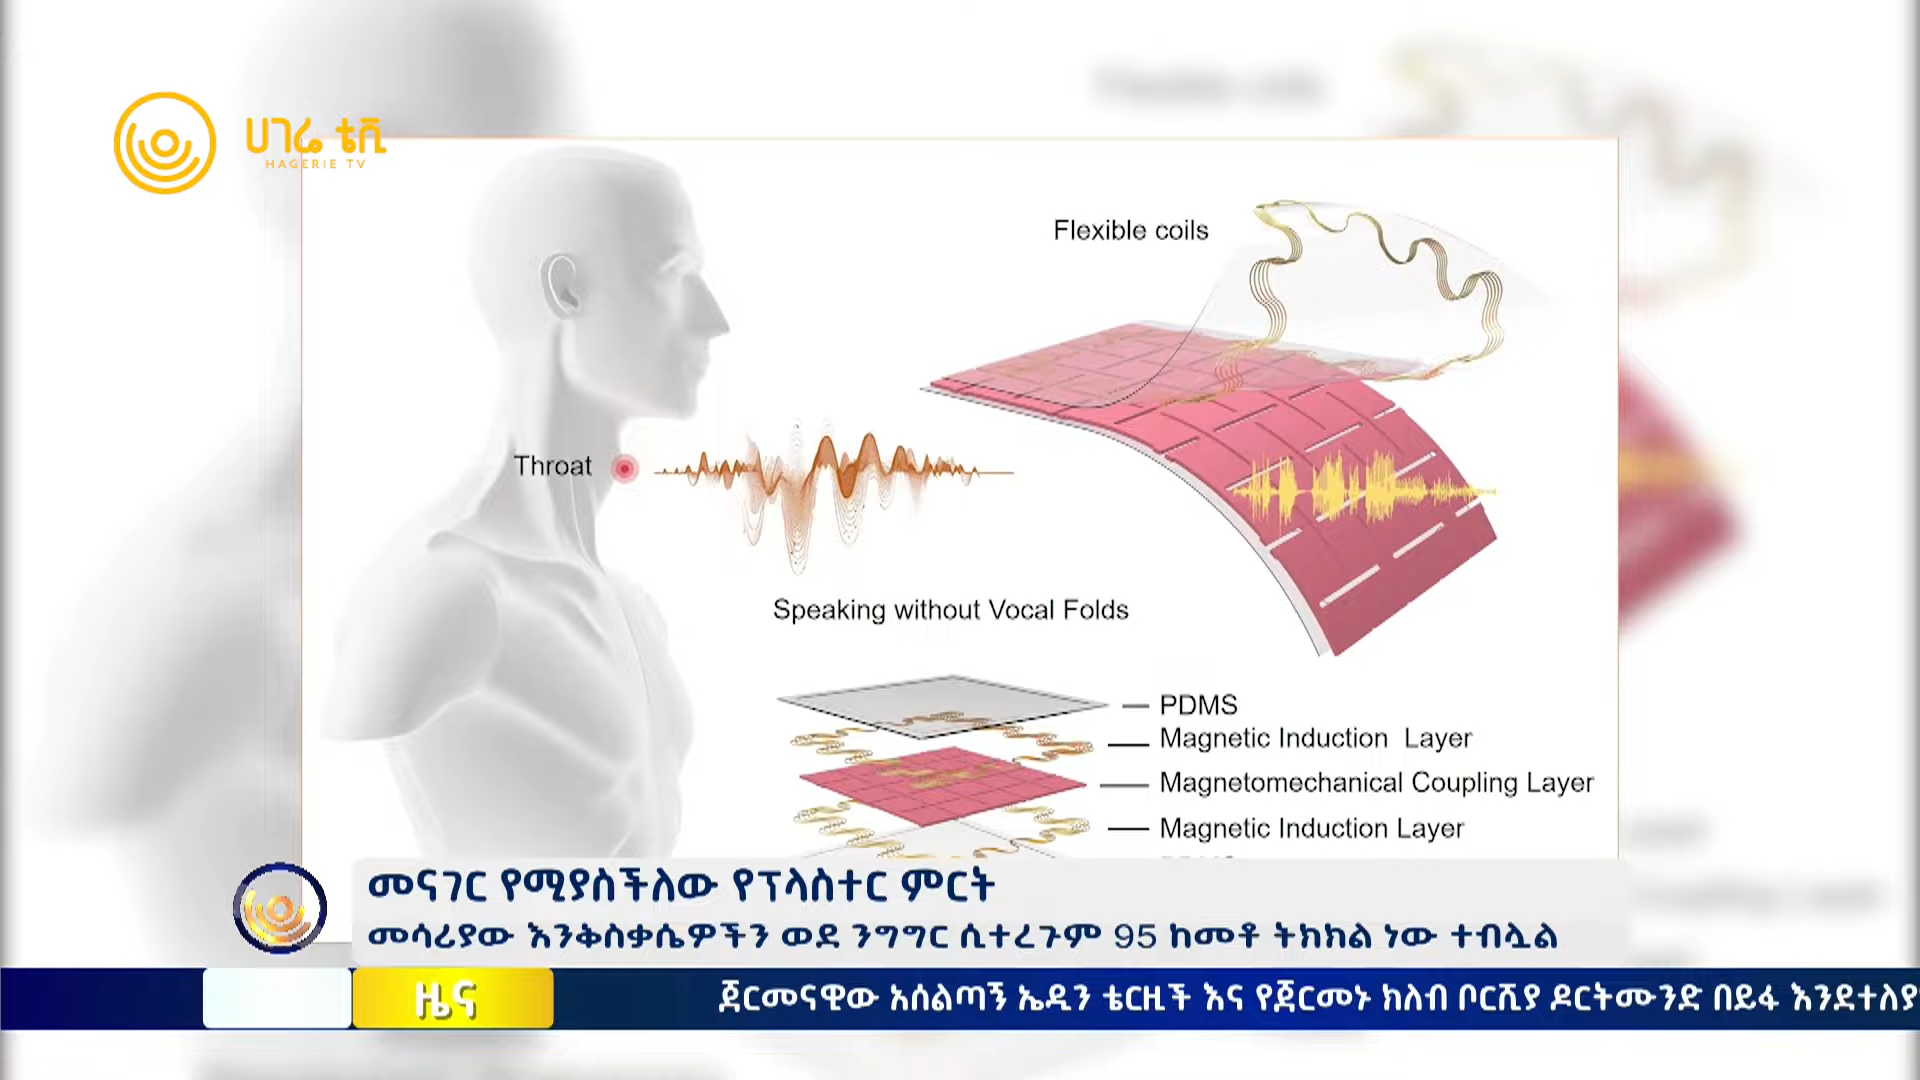 ሀገሬ ቴቪ
HAGERIE TV
Flexible coils
Throat
Speaking without Vocal Folds
PDMS
Magnetic Induction Layer
Magnetomechanical Coupling Layer
Magnetic Induction Layer
መናገር የሚያስችለው የፕላስተር ምርት
መሳሪያው እንቅስቃሴዎችን ወደ ንግግር ሲተረጉም 95 ከመቶ ትክክል ነው ተብሏል
ዜና
ጀርመናዊው አሰልጣኝ ኤዲን ቴርዚች እና የጀርመኑ ክለብ ቦርሺያ ዶርትሙንድ በይፋ እንደተለያ